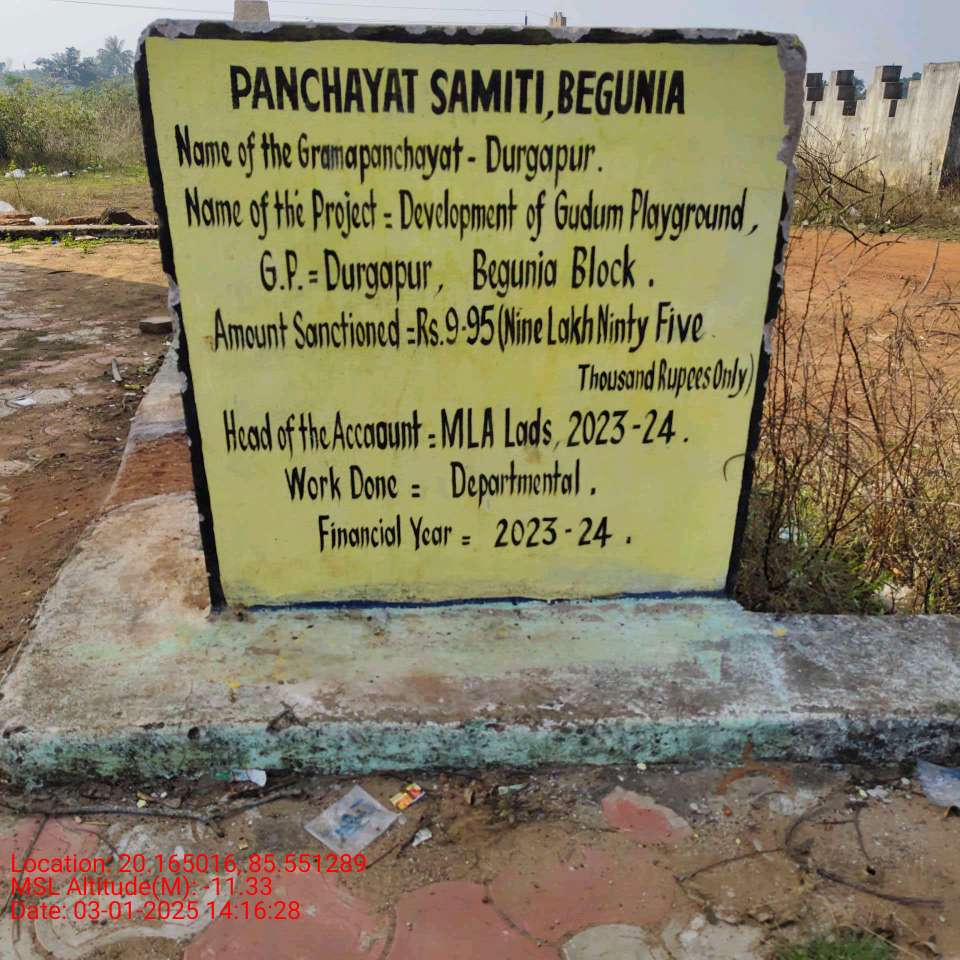 PANCHAYAT SAMITI, BEGUNIA
Name of the Gramapanchayat - Durgapur.
Name of the Project = Development of Gudum Playground,
G.P. = Durgapur, Begunia Block.
Amount Sanctioned =Rs.9-95(Nine Lakh Ninty Five
Thousand Rupees Only)
Head of the Accaount = MLA Lads, 2023-24.
Work Done = Departmental.
Financial Year = 2023-24.
Location: 20.165016, 85.551289
MSL Altitude(M): -11.33
Date: 03-01-2025 14:16:28